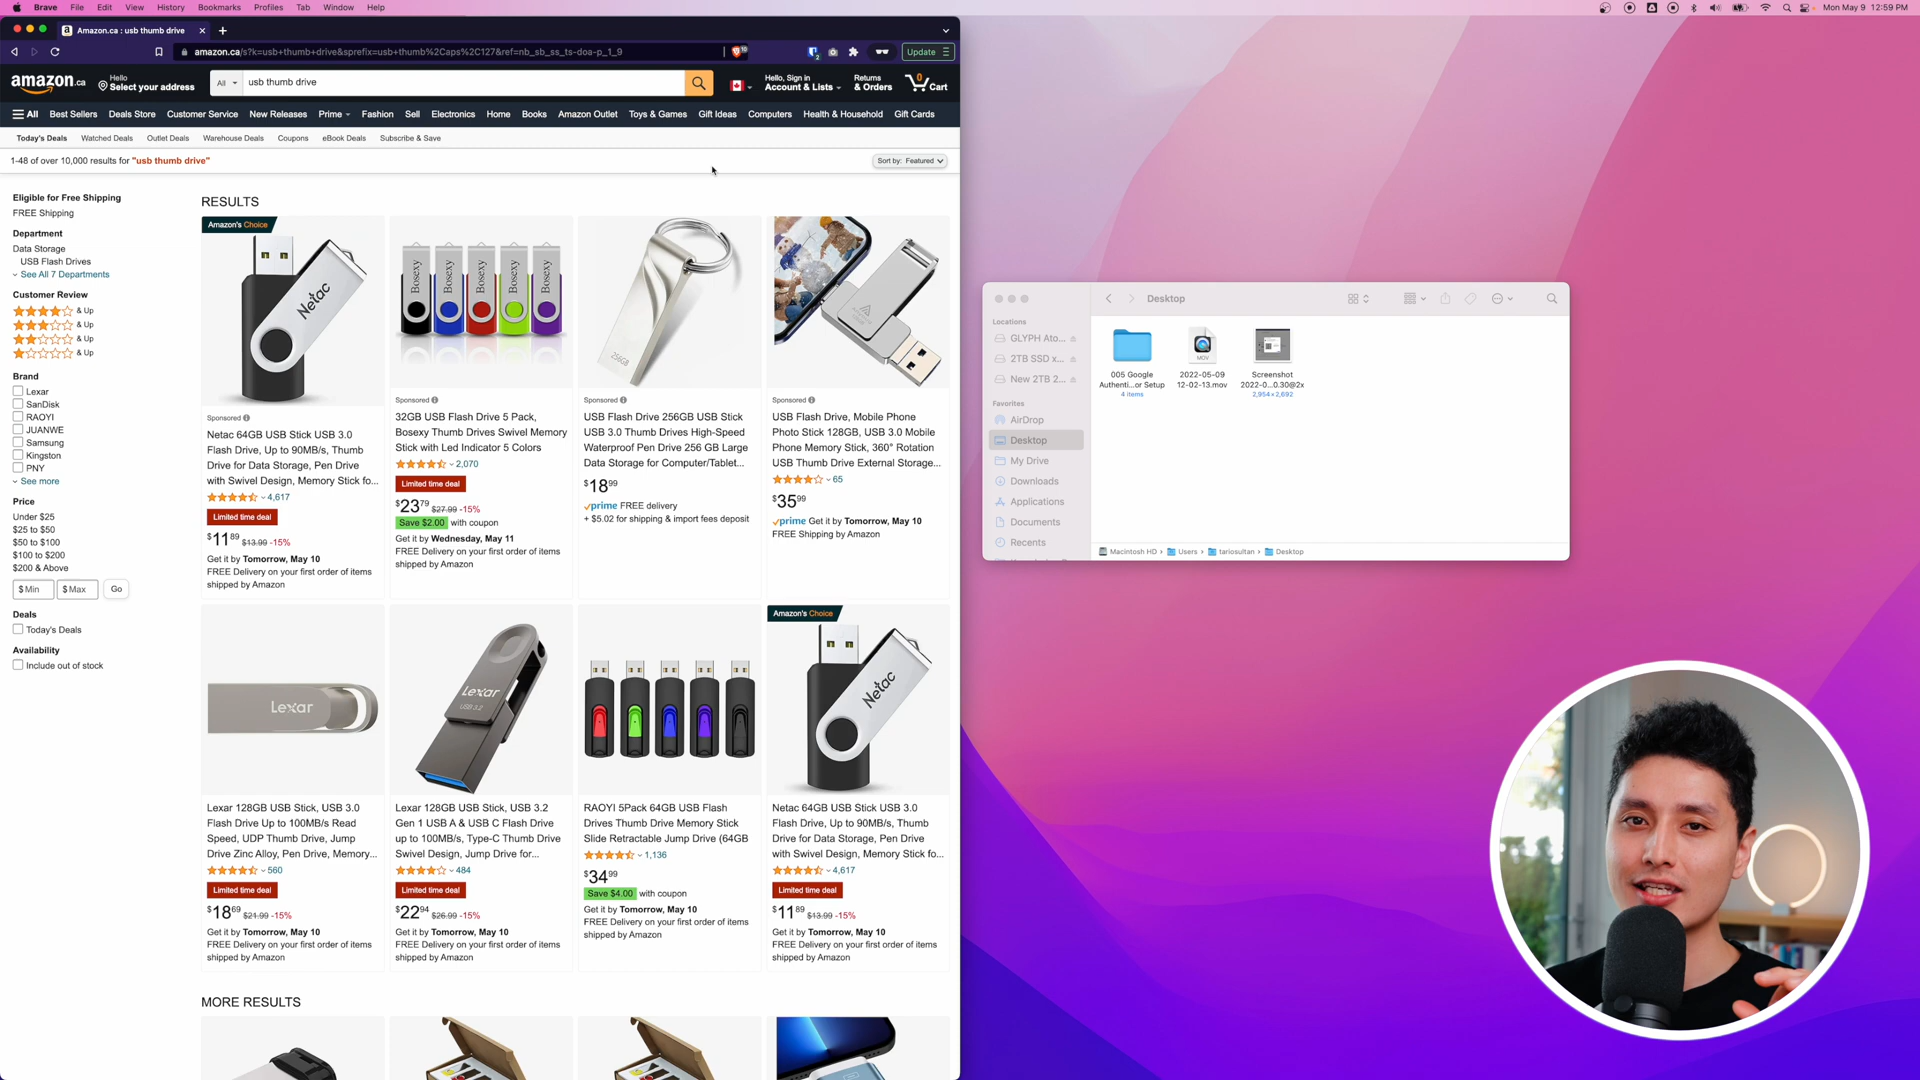 Brave File Edit View History Bookmarks Profiles Tab Window Help
Mon May 9 12:59 PM
Amazon.ca : usb thumb drive
amazon.ca/s?k=usb+thumb+drive&sprefix=usb+thumb%2Caps%2C127&ref=nb_sb_ss_ts-doa-p_1_9
Update
amazon.ca
Hello
Select your address
All
usb thumb drive
Hello, Sign in
Account & Lists
Returns
& Orders
0
Cart
All Best Sellers Deals Store Customer Service New Releases Prime Fashion Sell Electronics Home Books Amazon Outlet Toys & Games Gift Ideas Computers Health & Household Gift Cards
Today's Deals Watched Deals Outlet Deals Warehouse Deals Coupons eBook Deals Subscribe & Save
1-48 of over 10,000 results for "usb thumb drive"
Sort by: Featured
Eligible for Free Shipping
FREE Shipping
Department
Data Storage
USB Flash Drives
See All 7 Departments
Customer Review
& Up
& Up
& Up
& Up
Brand
Lexar
SanDisk
RAOYI
JUANWE
Samsung
Kingston
PNY
See more
Price
Under $25
$25 to $50
$50 to $100
$100 to $200
$200 & Above
$ Min $ Max Go
Deals
Today's Deals
Availability
Include out of stock
RESULTS
Amazon's Choice
Netac
Sponsored
Netac 64GB USB Stick USB 3.0
Flash Drive, Up to 90MB/s, Thumb
Drive for Data Storage, Pen Drive
with Swivel Design, Memory Stick fo...
4,617
Limited time deal
$11 89 $13.99 -15%
Get it by Tomorrow, May 10
FREE Delivery on your first order of items
shipped by Amazon
Bosexy Bosexy Bosexy Bosexy Bosexy
Sponsored
32GB USB Flash Drive 5 Pack,
Bosexy Thumb Drives Swivel Memory
Stick with Led Indicator 5 Colors
2,070
Limited time deal
$23 79 $27.99 -15%
Save $2.00 with coupon
Get it by Wednesday, May 11
FREE Delivery on your first order of items
shipped by Amazon
256GB
Sponsored
USB Flash Drive 256GB USB Stick
USB 3.0 Thumb Drives High-Speed
Waterproof Pen Drive 256 GB Large
Data Storage for Computer/Tablet...
$18 99
prime FREE delivery
+ $5.02 for shipping & import fees deposit
Sponsored
USB Flash Drive, Mobile Phone
Photo Stick 128GB, USB 3.0 Mobile
Phone Memory Stick, 360° Rotation
USB Thumb Drive External Storage...
65
$35 99
prime Get it by Tomorrow, May 10
FREE Shipping by Amazon
Lexar
Lexar 128GB USB Stick, USB 3.0
Flash Drive Up to 100MB/s Read
Speed, UDP Thumb Drive, Jump
Drive Zinc Alloy, Pen Drive, Memory...
560
Limited time deal
$18 69 $21.99 -15%
Get it by Tomorrow, May 10
FREE Delivery on your first order of items
shipped by Amazon
Lexar
USB 3.2
Lexar 128GB USB Stick, USB 3.2
Gen 1 USB A & USB C Flash Drive
up to 100MB/s, Type-C Thumb Drive
Swivel Design, Jump Drive for...
484
Limited time deal
$22 94 $26.99 -15%
Get it by Tomorrow, May 10
FREE Delivery on your first order of items
shipped by Amazon
RAOYI 5Pack 64GB USB Flash
Drives Thumb Drive Memory Stick
Slide Retractable Jump Drive (64GB
1,136
$34 99
Save $4.00 with coupon
Get it by Tomorrow, May 10
FREE Delivery on your first order of items
shipped by Amazon
Amazon's Choice
Netac
Netac 64GB USB Stick USB 3.0
Flash Drive, Up to 90MB/s, Thumb
Drive for Data Storage, Pen Drive
with Swivel Design, Memory Stick fo...
4,617
Limited time deal
$11 89 $13.99 -15%
Get it by Tomorrow, May 10
FREE Delivery on your first order of items
shipped by Amazon
MORE RESULTS
Desktop
Locations
GLYPH Ato...
2TB SSD x...
New 2TB 2...
Favorites
AirDrop
Desktop
My Drive
Downloads
Applications
Documents
Recents
005 Google
Authenti...or Setup
4 items
MOV
2022-05-09
12-02-13.mov
Screenshot
2022-0...0.30@2x
2,954×2,692
Macintosh HD Users tariosultan Desktop